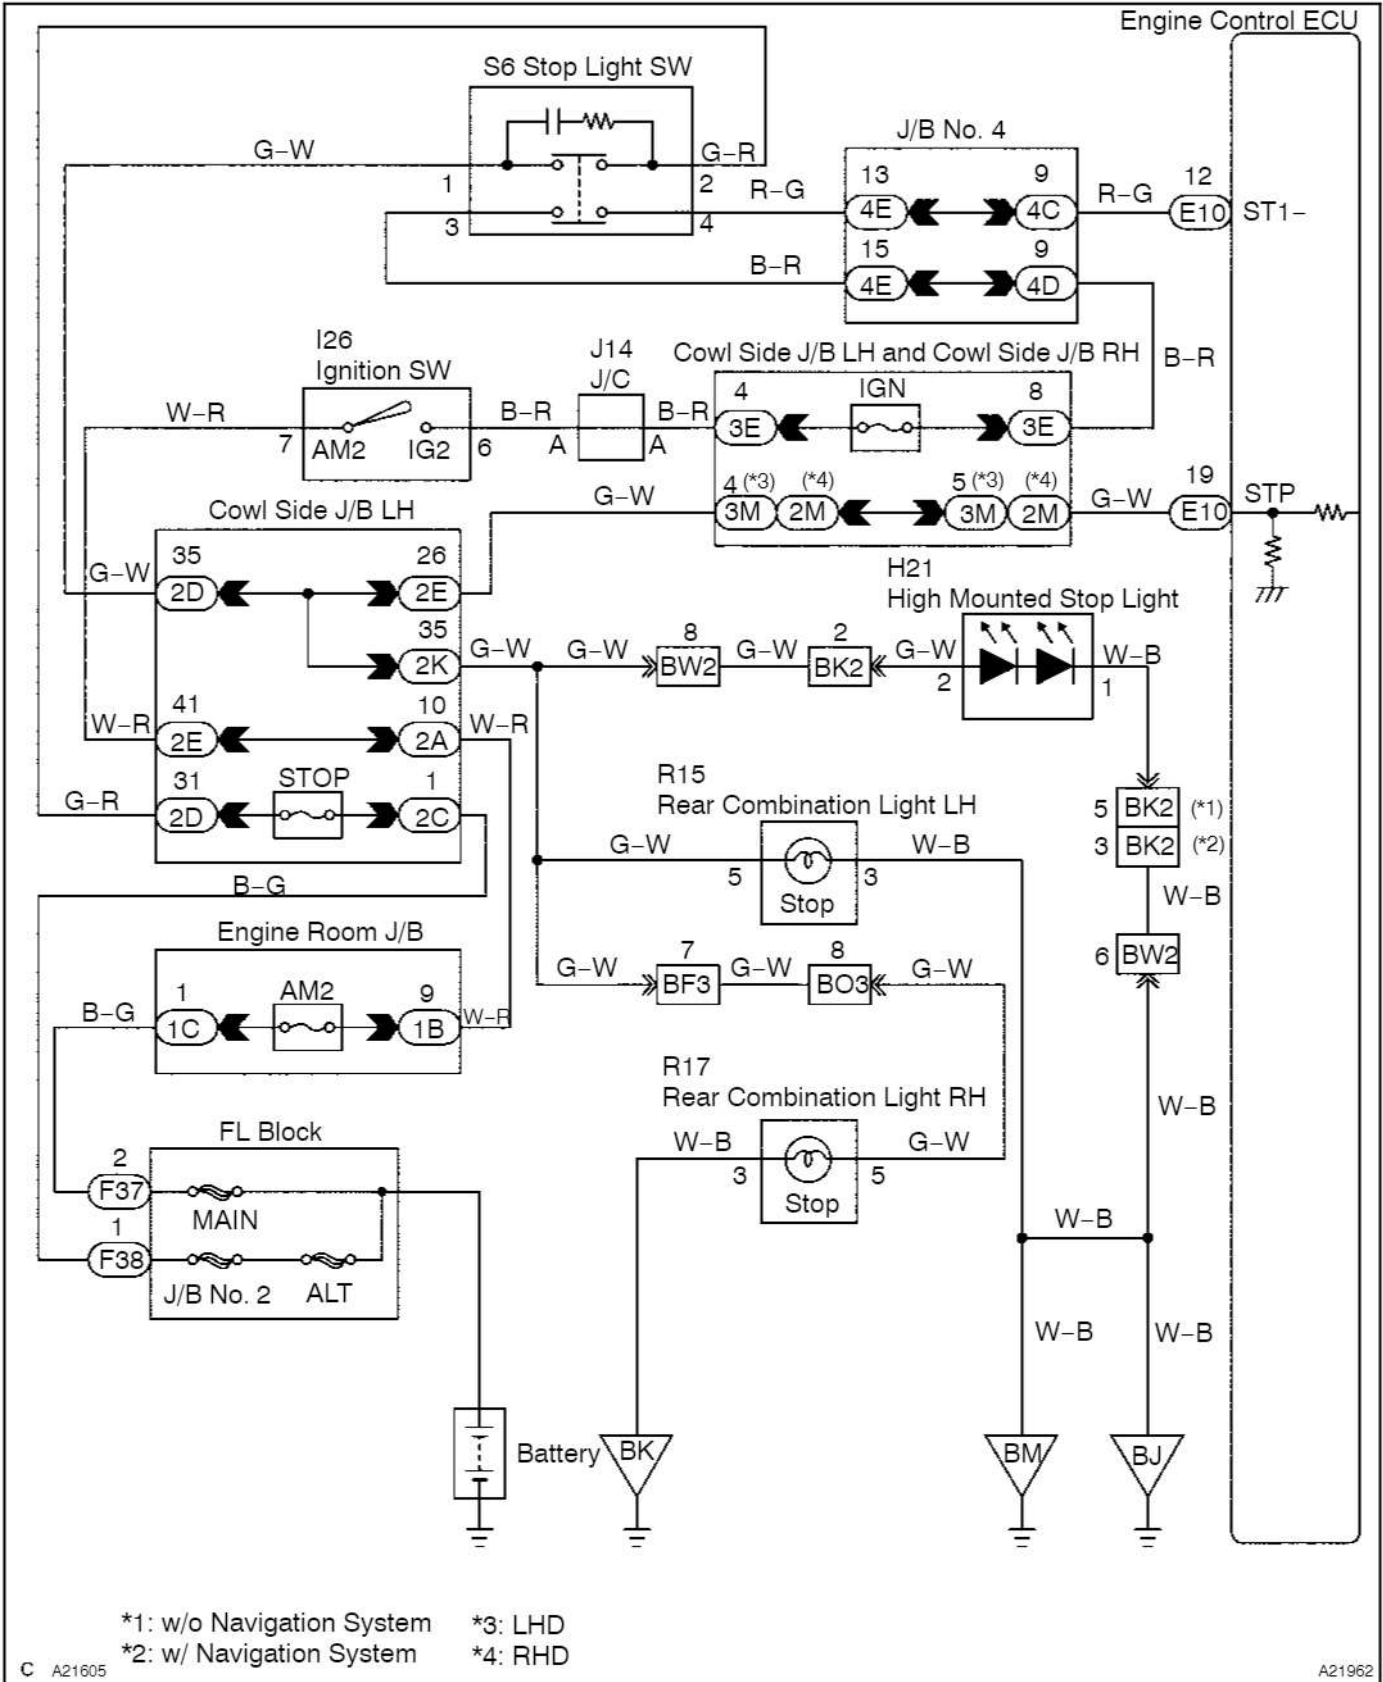 Engine Control ECU
S6 Stop Light SW
J/B No. 4
G-W
G-R
1
2
13
9
R-G
R-G
12
4E
4C
E10
ST1-
3
4
15
9
B-R
4E
4D
I26
Ignition SW
J14
J/C
Cowl Side J/B LH and Cowl Side J/B RH
B-R
W-R
B-R
B-R
4
IGN
8
3E
3E
7
AM2
IG2
6
A
A
4 (*3)
(*4)
5 (*3)
(*4)
19
G-W
3M
2M
3M
2M
G-W
E10
STP
Cowl Side J/B LH
35
26
G-W
2D
2E
H21
High Mounted Stop Light
35
2K
G-W
G-W
8
BW2
G-W
2
BK2
G-W
2
W-B
1
41
10
W-R
2E
2A
W-R
31
STOP
1
G-R
2D
2C
R15
Rear Combination Light LH
5
BK2
(*1)
3
BK2
(*2)
G-W
W-B
5
3
Stop
B-G
W-B
Engine Room J/B
7
8
6
BW2
G-W
BF3
G-W
BO3
G-W
1
AM2
9
B-G
1C
1B
W-R
R17
Rear Combination Light RH
W-B
FL Block
W-B
G-W
2
F37
3
5
MAIN
Stop
1
F38
J/B No. 2
ALT
W-B
W-B
W-B
Battery
BK
BM
BJ
*1: w/o Navigation System
*3: LHD
*2: w/ Navigation System
*4: RHD
C
A21605
A21962